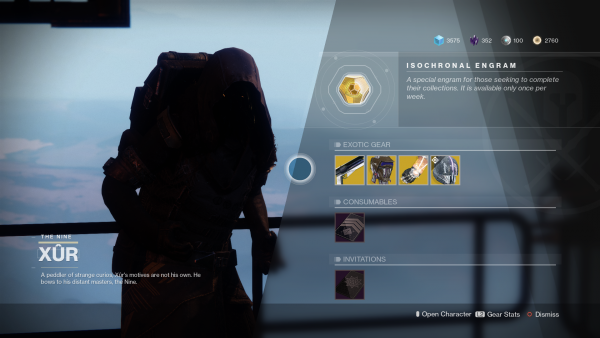 3575 352 100 2760
ISOCHRONAL ENGRAM
A special engram for those seeking to complete
their collections. It is available only once per
week.
EXOTIC GEAR
CONSUMABLES
INVITATIONS
THE NINE
XÛR
A peddler of strange curios, Xûr's motives are not his own. He
bows to his distant masters, the Nine.
Open Character L3 Gear Stats Dismiss